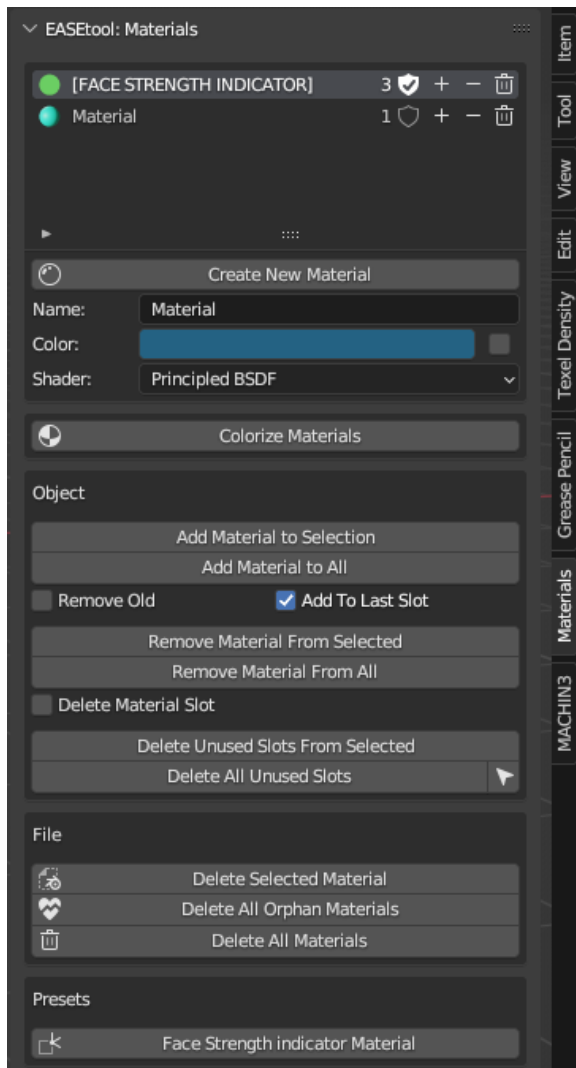 EASEtool: Materials
[FACE STRENGTH INDICATOR] 3
Material 1
Create New Material
Name: Material
Color:
Shader: Principled BSDF
Colorize Materials
Object
Add Material to Selection
Add Material to All
Remove Old Add To Last Slot
Remove Material From Selected
Remove Material From All
Delete Material Slot
Delete Unused Slots From Selected
Delete All Unused Slots
File
Delete Selected Material
Delete All Orphan Materials
Delete All Materials
Presets
Face Strength indicator Material
Item
Tool
View
Edit
Texel Density
Grease Pencil
Materials
MACHIN3